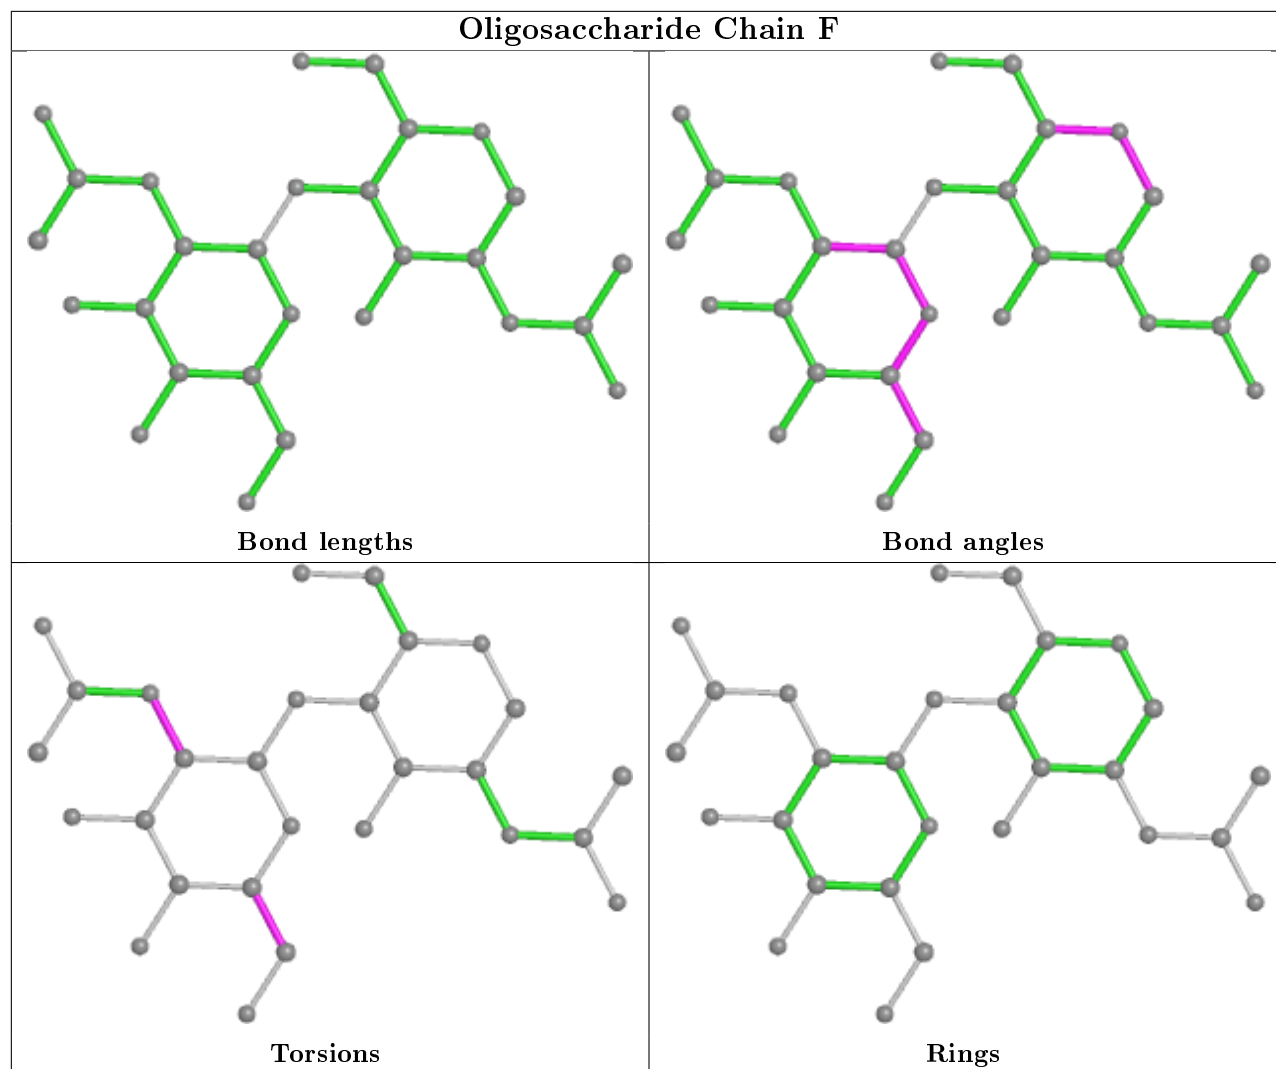 Oligosaccharide Chain F
Bond lengths
Bond angles
Torsions
Rings